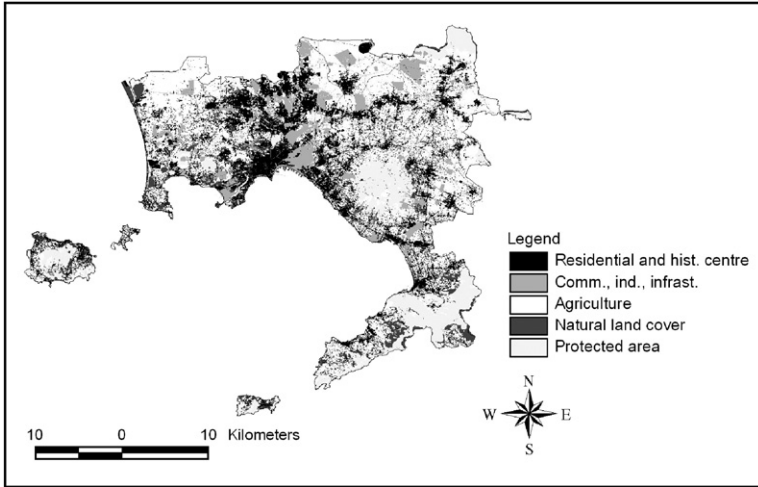 Legend
Residential and hist. centre
Comm., ind., infrast.
Agriculture
Natural land cover
Protected area
N
W E
S
10 0 10 Kilometers